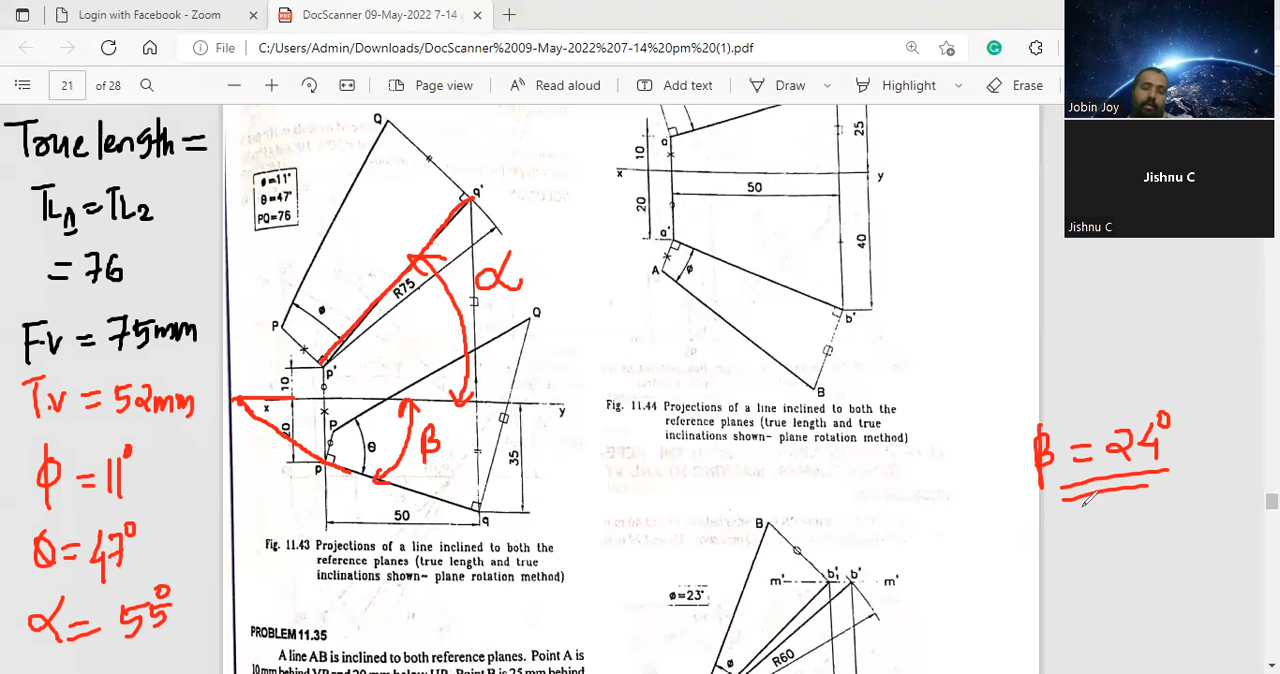 Login with Facebook - Zoom
DocScanner 09-May-2022 7-14
File
C:/Users/Admin/Downloads/DocScanner%2009-May-2022%207-14%20pm%20(1).pdf
21
of 28
Page view
Read aloud
Add text
Draw
Highlight
Erase
Jobin Joy
Jishnu C
Jishnu C
True length =
TL1 = TL2
= 76
Fv = 75mm
T.v = 52mm
ϕ = 11°
θ = 47°
α = 55°
ø=11°
θ=47°
PQ=76
Q
q'
R75
α
ø
P
p'
10
Q
x
y
P
20
θ
β
p
35
50
q
Fig. 11.43 Projections of a line inclined to both the
reference planes (true length and true
inclinations shown- plane rotation method)
PROBLEM 11.35
A line AB is inclined to both reference planes. Point A is
a
10
25
x
y
50
20
a'
40
A
ø
b'
B
Fig. 11.44 Projections of a line inclined to both the
reference planes (true length and true
inclinations shown- plane rotation method)
β = 24°
B
b'1
b'
m'
m'
ø=23°
R60
ø